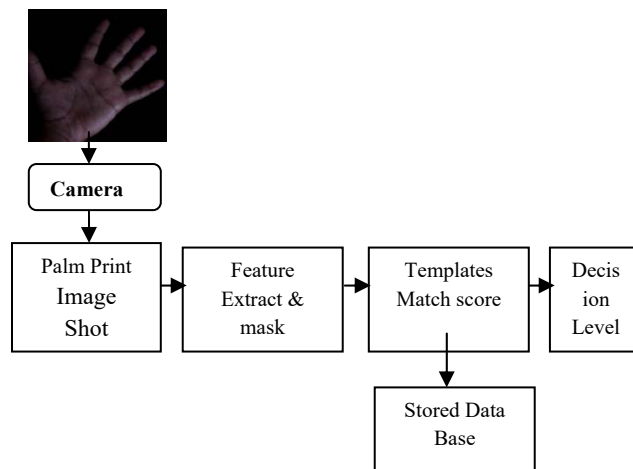 Camera
Palm Print
Image
Shot
Feature
Extract &
mask
Templates
Match score
Decis
ion
Level
Stored Data
Base